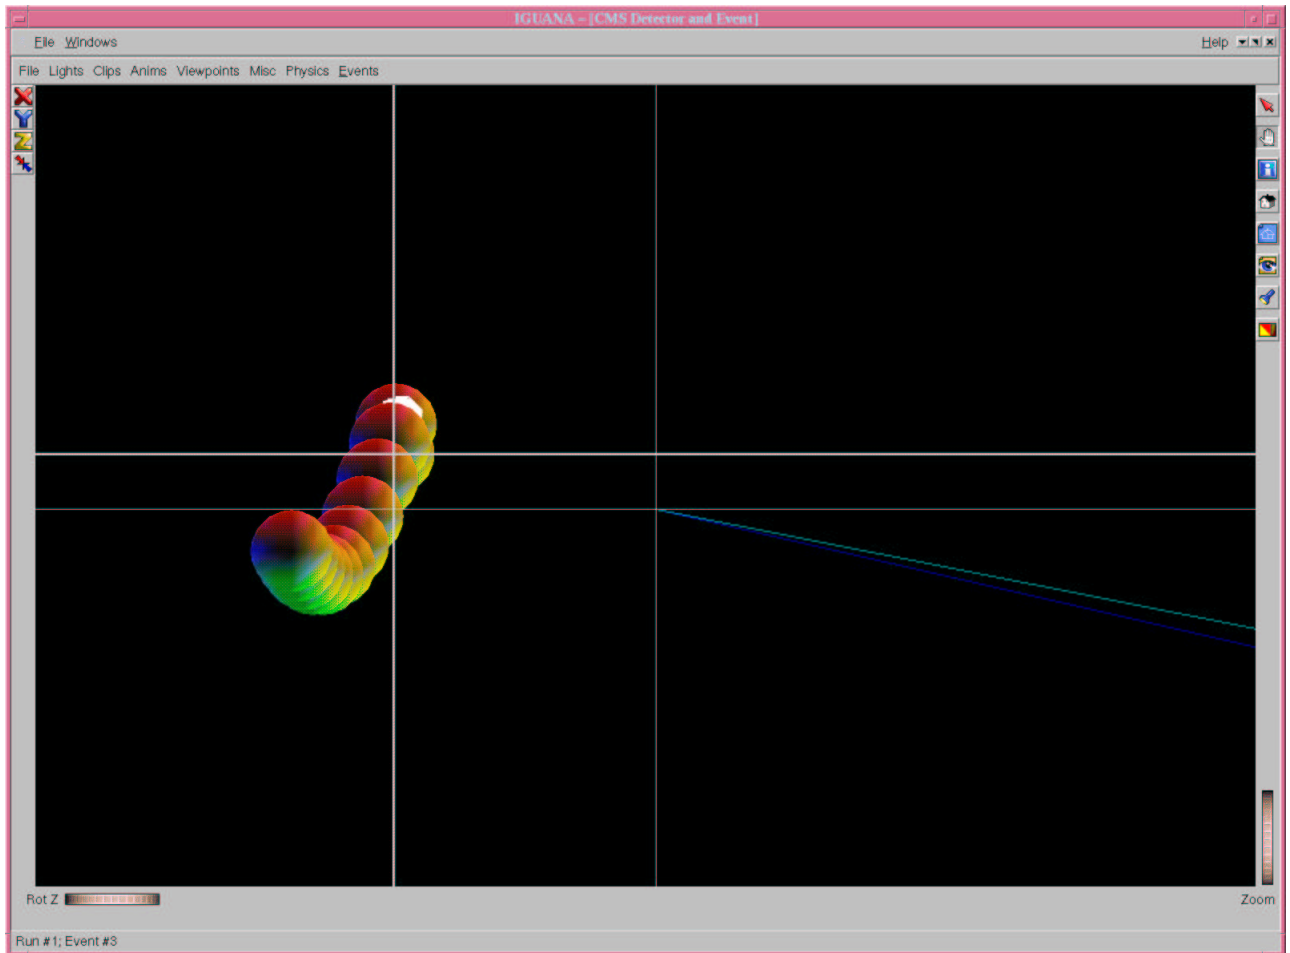 IGUANA – [CMS Detector and Event]
File Windows Help
File Lights Clips Anims Viewpoints Misc Physics Events
Rot Z Zoom
Run #1; Event #3